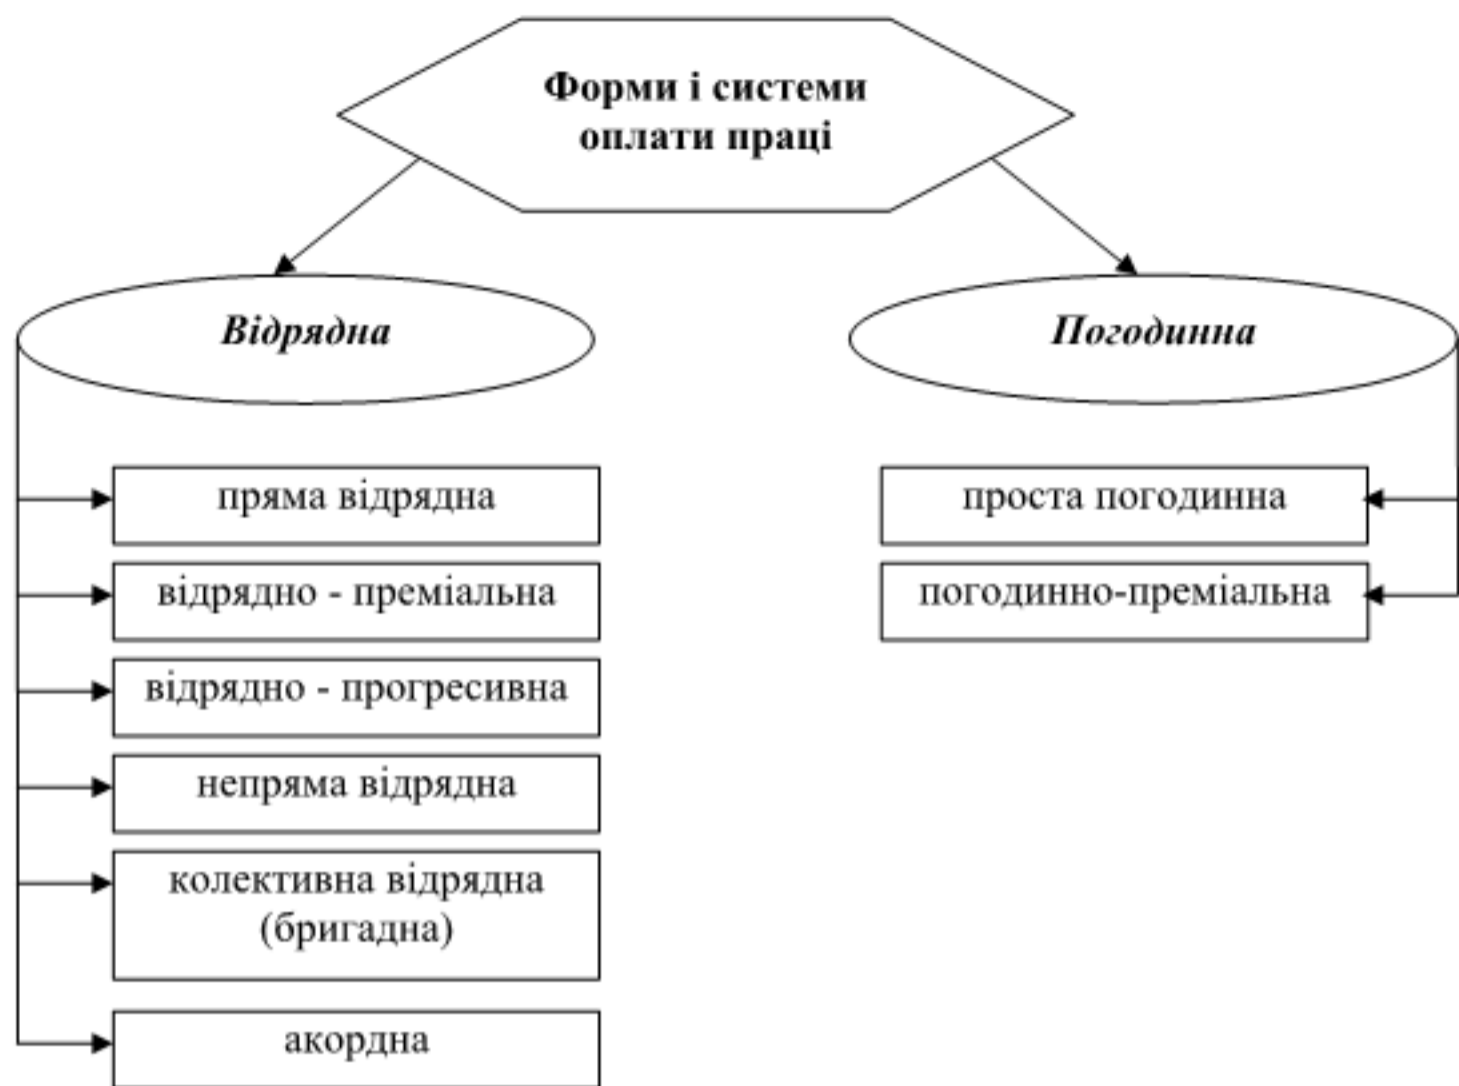 Форми і системи
оплати праці
Відрядна
Погодинна
пряма відрядна
відрядно - преміальна
відрядно - прогресивна
непряма відрядна
колективна відрядна
(бригадна)
акордна
проста погодинна
погодинно-преміальна